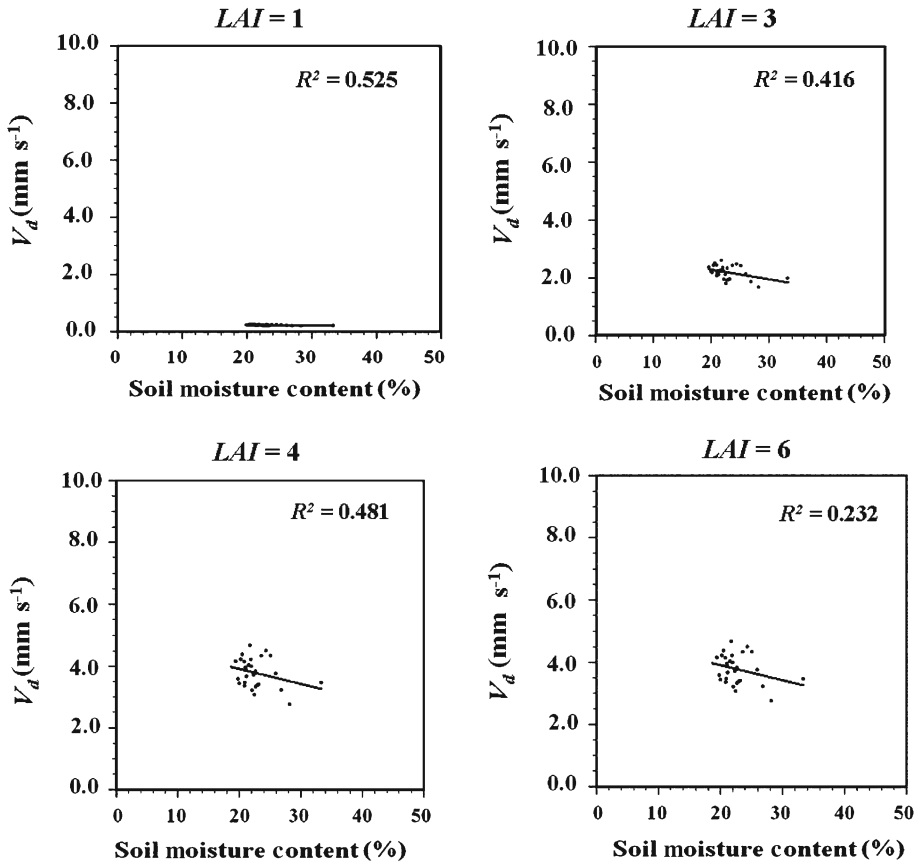 LAI = 1
10.0
8.0
6.0
4.0
2.0
0.0
V_d (mm s⁻¹)
R² = 0.525
0 10 20 30 40 50
Soil moisture content (%)
LAI = 3
10.0
8.0
6.0
4.0
2.0
0.0
V_d (mm s⁻¹)
R² = 0.416
0 10 20 30 40 50
Soil moisture content (%)
LAI = 4
10.0
8.0
6.0
4.0
2.0
0.0
V_d (mm s⁻¹)
R² = 0.481
0 10 20 30 40 50
Soil moisture content (%)
LAI = 6
10.0
8.0
6.0
4.0
2.0
0.0
V_d (mm s⁻¹)
R² = 0.232
0 10 20 30 40 50
Soil moisture content (%)